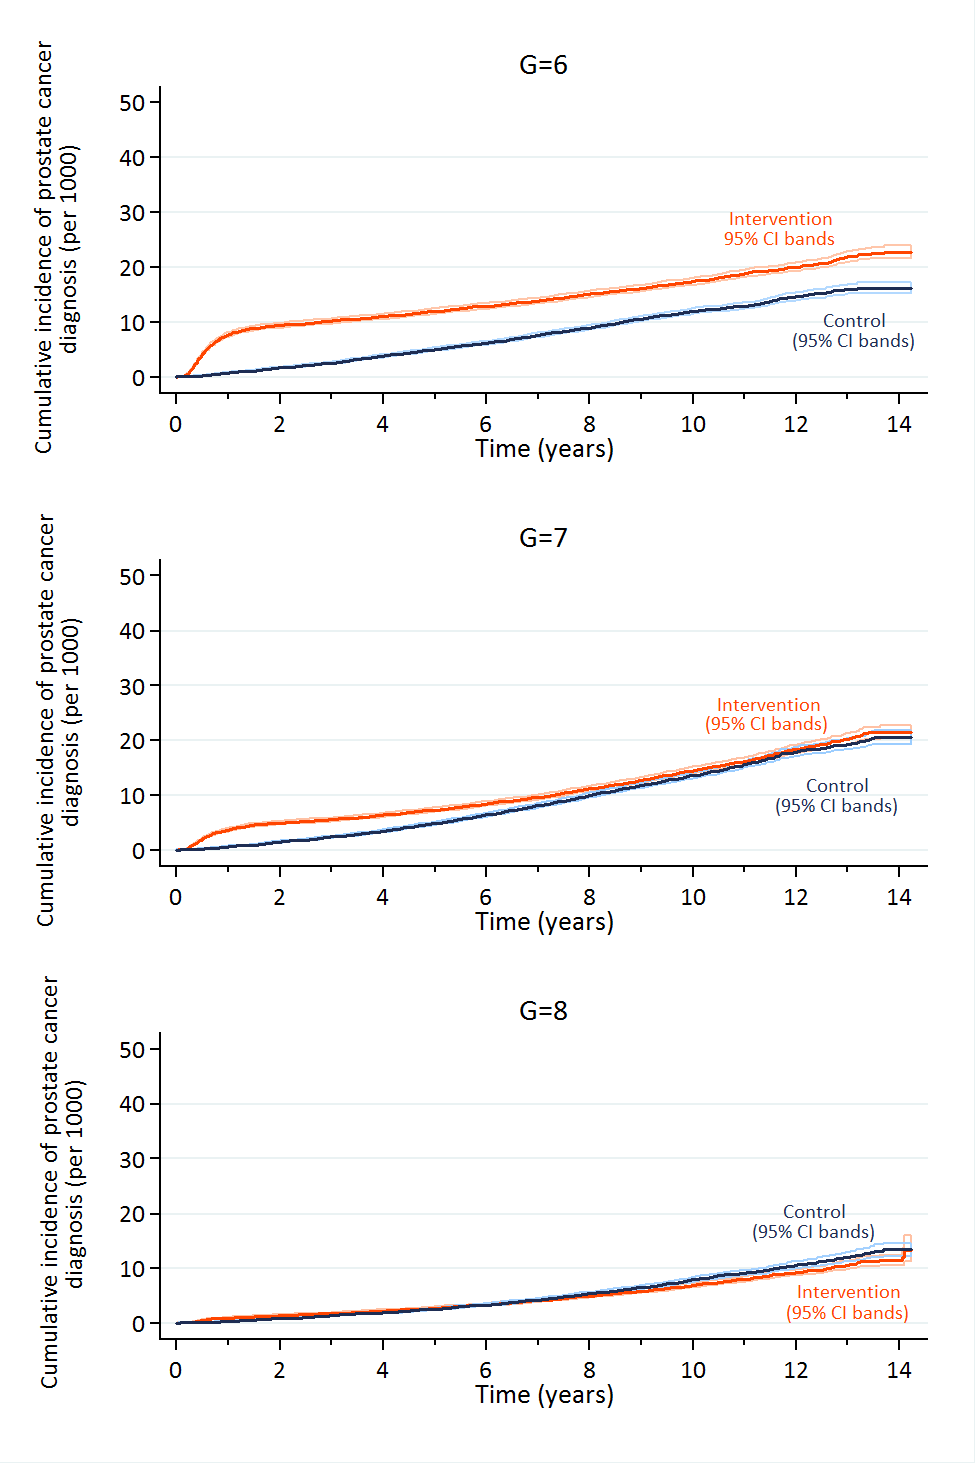 G=6
Cumulative incidence of prostate cancer
diagnosis (per 1000)
50
40
30
20
10
0
Intervention
95% CI bands
Control
(95% CI bands)
0 2 4 6 8 10 12 14
Time (years)
G=7
Cumulative incidence of prostate cancer
diagnosis (per 1000)
50
40
30
20
10
0
Intervention
(95% CI bands)
Control
(95% CI bands)
0 2 4 6 8 10 12 14
Time (years)
G=8
Cumulative incidence of prostate cancer
diagnosis (per 1000)
50
40
30
20
10
0
Control
(95% CI bands)
Intervention
(95% CI bands)
0 2 4 6 8 10 12 14
Time (years)